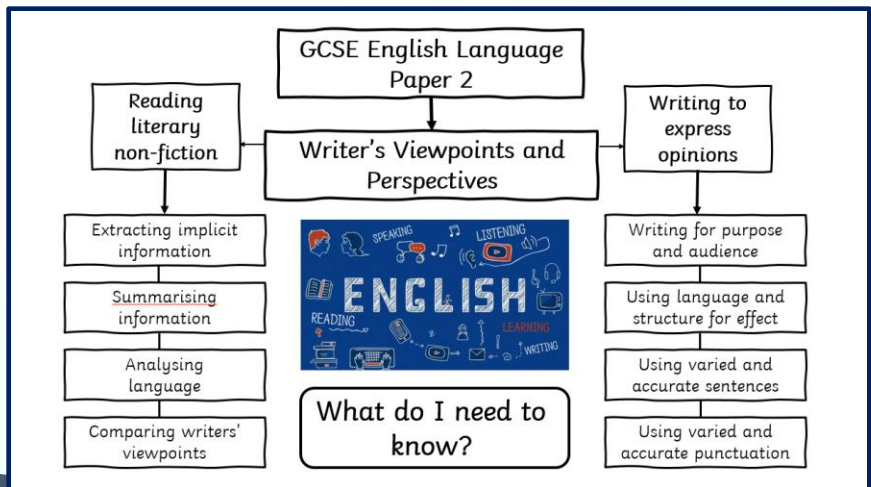 GCSE English Language
Paper 2
Reading
literary
non-fiction
Writer's Viewpoints and
Perspectives
Writing to
express
opinions
Extracting implicit
information
Summarising
information
Analysing
language
Comparing writers'
viewpoints
SPEAKING
LISTENING
ENGLISH
READING
LEARNING
WRITING
What do I need to
know?
Writing for purpose
and audience
Using language and
structure for effect
Using varied and
accurate sentences
Using varied and
accurate punctuation